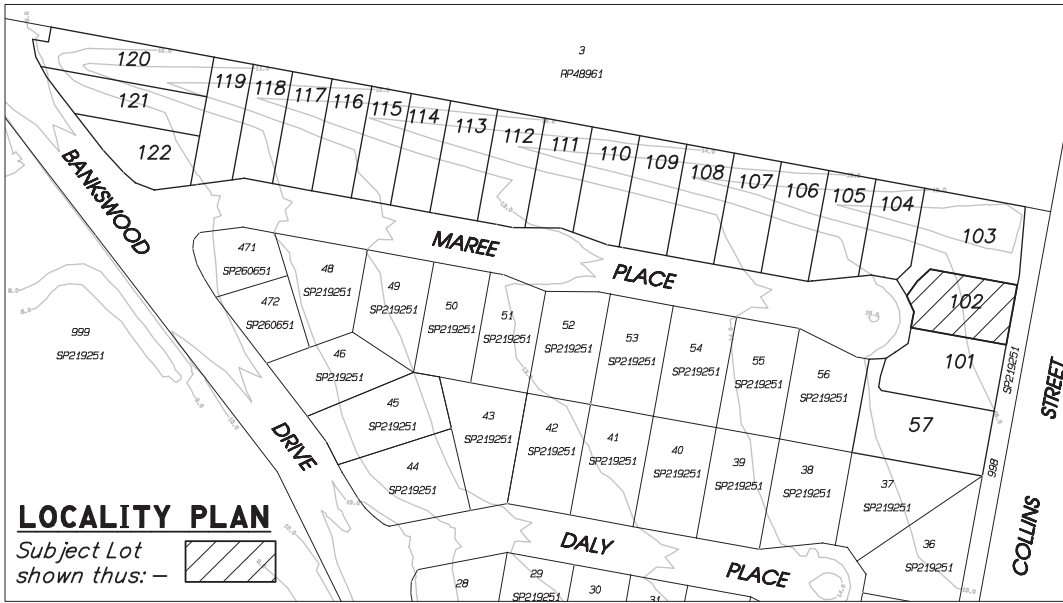 3
RP48961
120
121
122
119
118
117
116
115
114
113
112
111
110
109
108
107
106
105
104
103
102
101
57
BANKSWOOD
DRIVE
MAREE
PLACE
471
SP260651
472
SP260651
48
SP219251
49
SP219251
50
SP219251
51
SP219251
52
SP219251
53
SP219251
54
SP219251
55
SP219251
56
SP219251
999
SP219251
46
SP219251
45
SP219251
44
SP219251
43
SP219251
42
SP219251
41
SP219251
40
SP219251
39
SP219251
38
SP219251
37
SP219251
36
SP219251
SP219251
998
COLLINS
STREET
DALY
PLACE
28
29
SP219251
30
31
LOCALITY PLAN
Subject Lot
shown thus: –